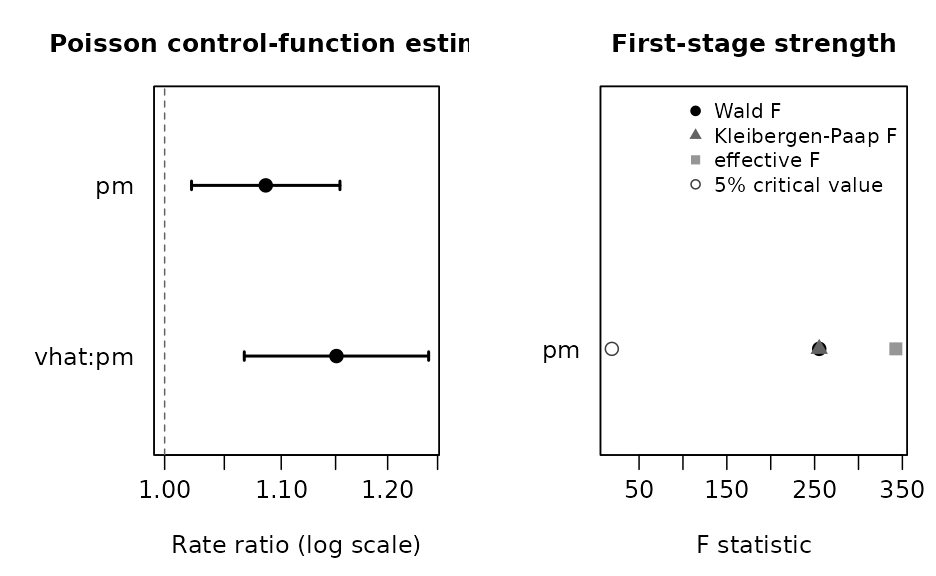 Poisson control-function estin
pm
vhat:pm
1.00 1.10 1.20
Rate ratio (log scale)
First-stage strength
Wald F
Kleibergen-Paap F
effective F
5% critical value
pm
50 150 250 350
F statistic